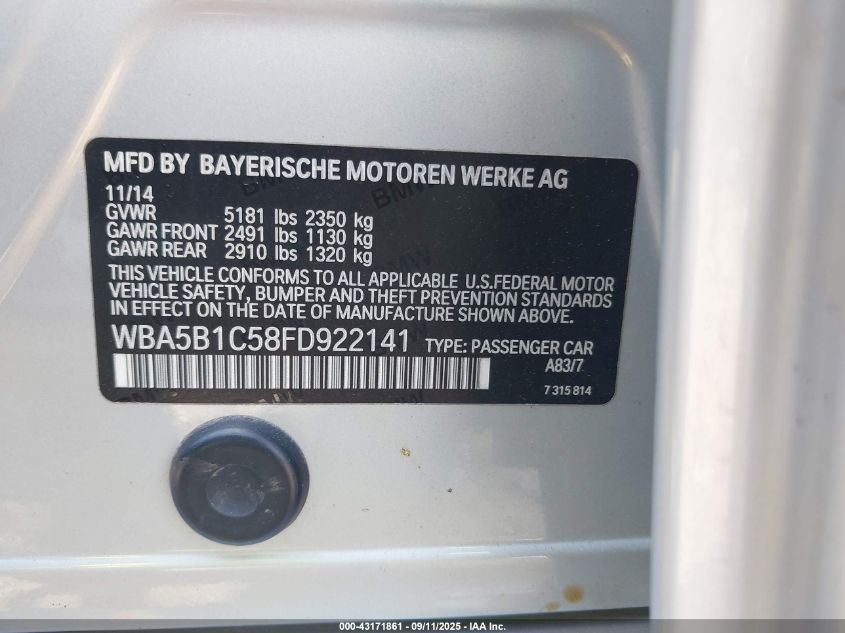 MFD BY BAYERISCHE MOTOREN WERKE AG
11/14
GVWR 5181 lbs 2350 kg
GAWR FRONT 2491 lbs 1130 kg
GAWR REAR 2910 lbs 1320 kg
THIS VEHICLE CONFORMS TO ALL APPLICABLE U.S.FEDERAL MOTOR
VEHICLE SAFETY, BUMPER AND THEFT PREVENTION STANDARDS
IN EFFECT ON THE DATE OF MANUFACTURE SHOWN ABOVE.
WBA5B1C58FD922141 TYPE: PASSENGER CAR
A83/7
7 315 814
000-43171861 - 09/11/2025 - IAA Inc.